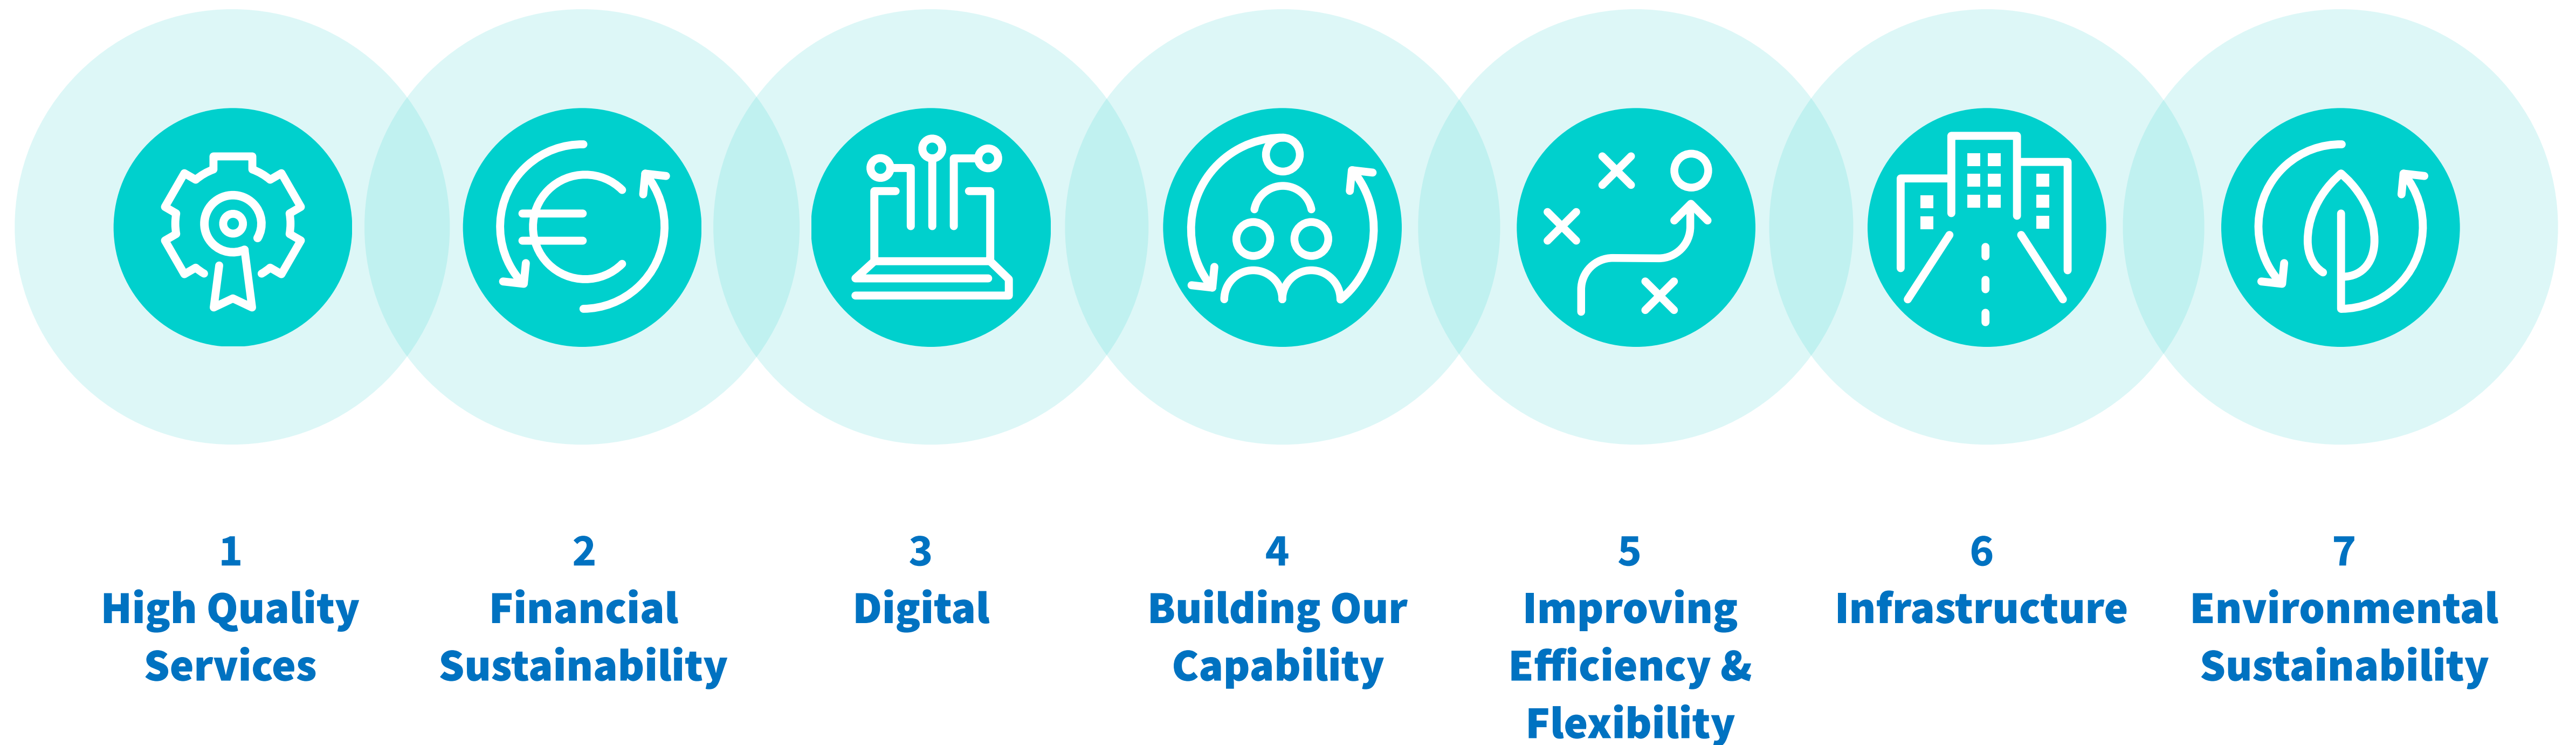 1
High Quality
Services
2
Financial
Sustainability
3
Digital
4
Building Our
Capability
5
Improving
Efficiency &
Flexibility
6
Infrastructure
7
Environmental
Sustainability